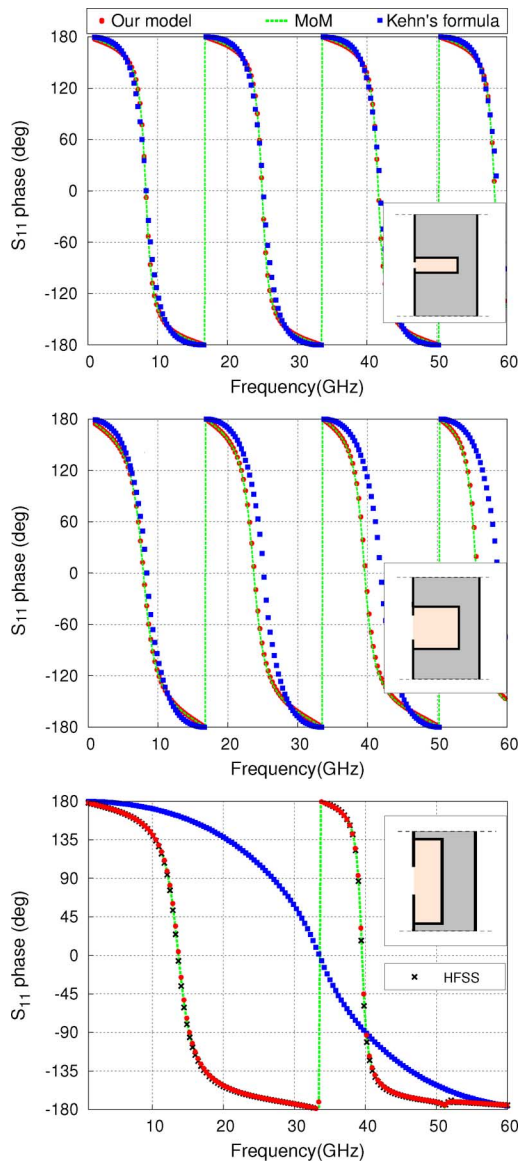 Our model MoM Kehn's formula
180
120
60
0
-60
-120
-180
S11 phase (deg)
0 10 20 30 40 50 60
Frequency(GHz)
180
120
60
0
-60
-120
-180
S11 phase (deg)
0 10 20 30 40 50 60
Frequency(GHz)
180
135
90
45
0
-45
-90
-135
-180
S11 phase (deg)
HFSS
10 20 30 40 50 60
Frequency(GHz)